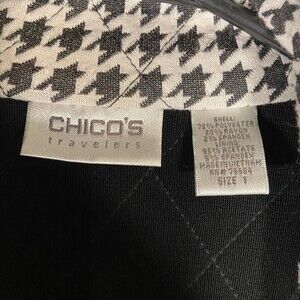 CHICO'S
travelers
SHELL:
78% POLYESTER
20% RAYON
2% SPANDEX
LINING
95% ACETATE
5% SPANDEX
MADE IN VIETNAM
SIZE 1